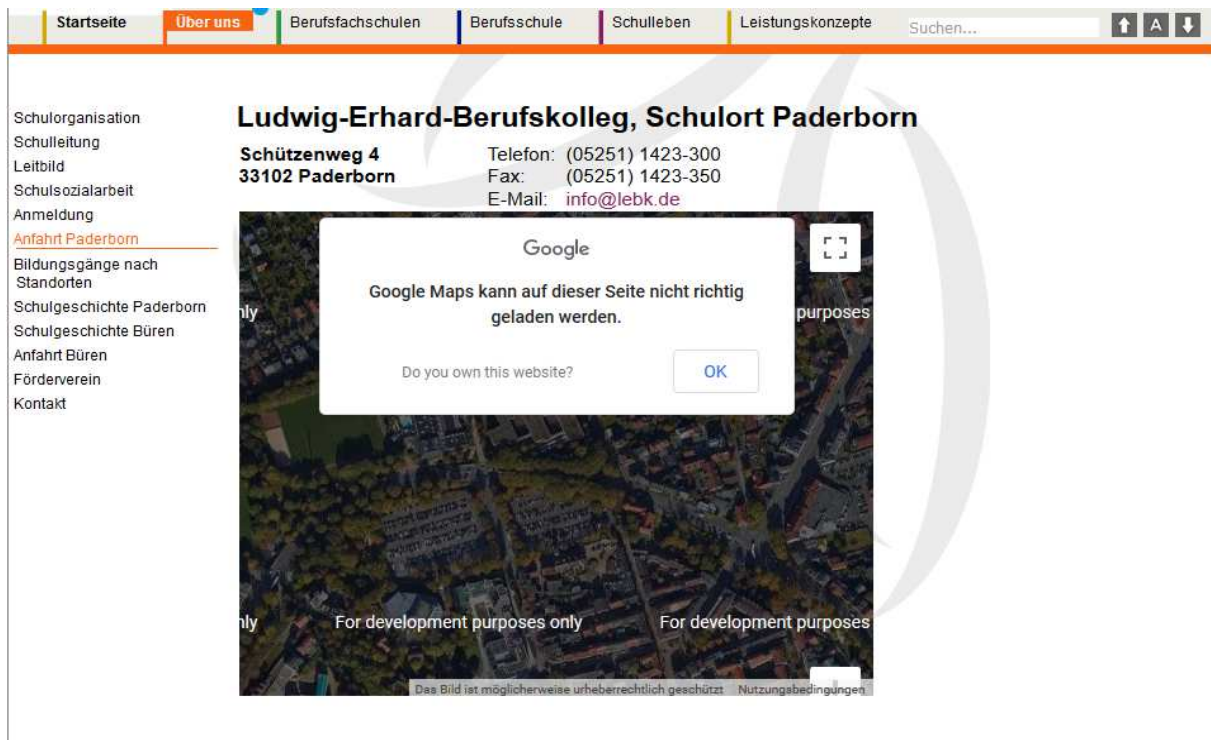 Startseite
Über uns
Berufsfachschulen
Berufsschule
Schulleben
Leistungskonzepte
Suchen...
A
Schulorganisation
Schulleitung
Leitbild
Schulsozialarbeit
Anmeldung
Anfahrt Paderborn
Bildungsgänge nach
Standorten
Schulgeschichte Paderborn
Schulgeschichte Büren
Anfahrt Büren
Förderverein
Kontakt
Ludwig-Erhard-Berufskolleg, Schulort Paderborn
Schützenweg 4
33102 Paderborn
Telefon: (05251) 1423-300
Fax: (05251) 1423-350
E-Mail: info@lebk.de
Google
Google Maps kann auf dieser Seite nicht richtig
geladen werden.
Do you own this website?
OK
purposes
For development purposes only
For development purposes
Das Bild ist möglicherweise urheberrechtlich geschützt
Nutzungsbedingungen